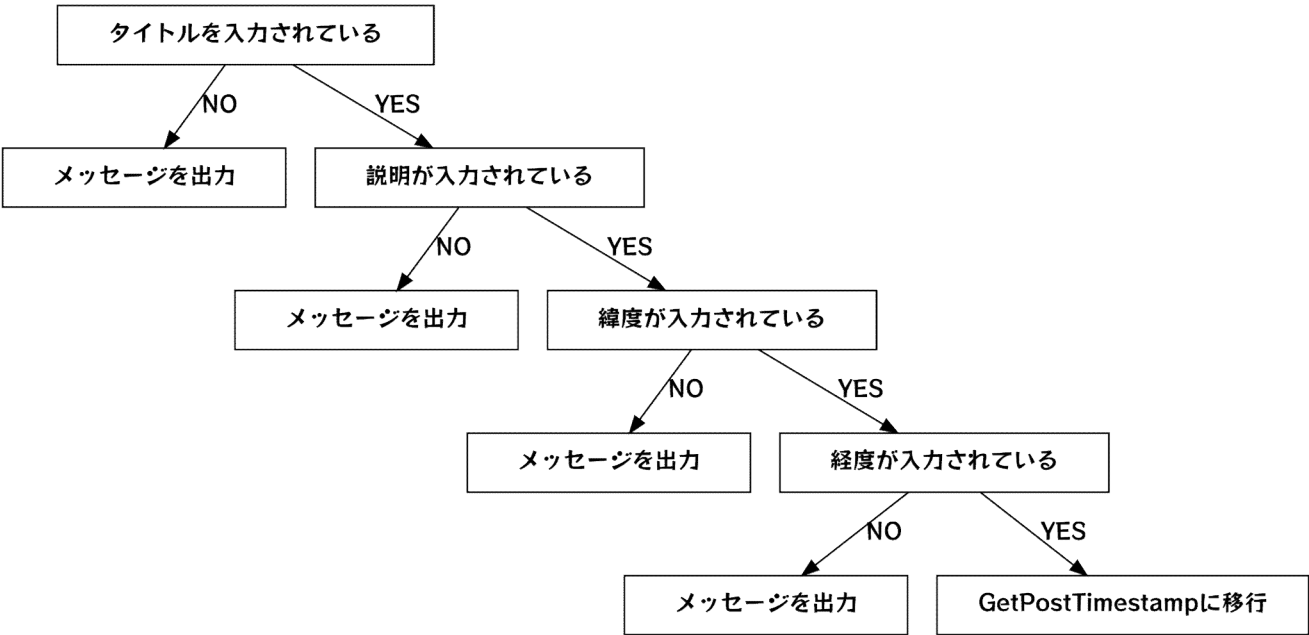 タイトルを入力されている
NO
YES
メッセージを出力
説明が入力されている
NO
YES
メッセージを出力
緯度が入力されている
NO
YES
メッセージを出力
経度が入力されている
NO
YES
メッセージを出力
GetPostTimestampに移行